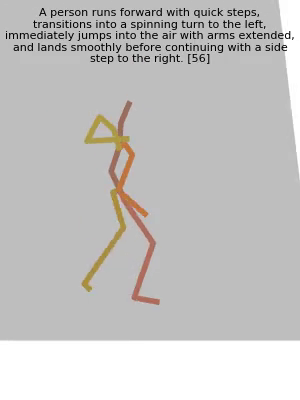 A person runs forward with quick steps,
transitions into a spinning turn to the left,
immediately jumps into the air with arms extended,
and lands smoothly before continuing with a side
step to the right. [56]